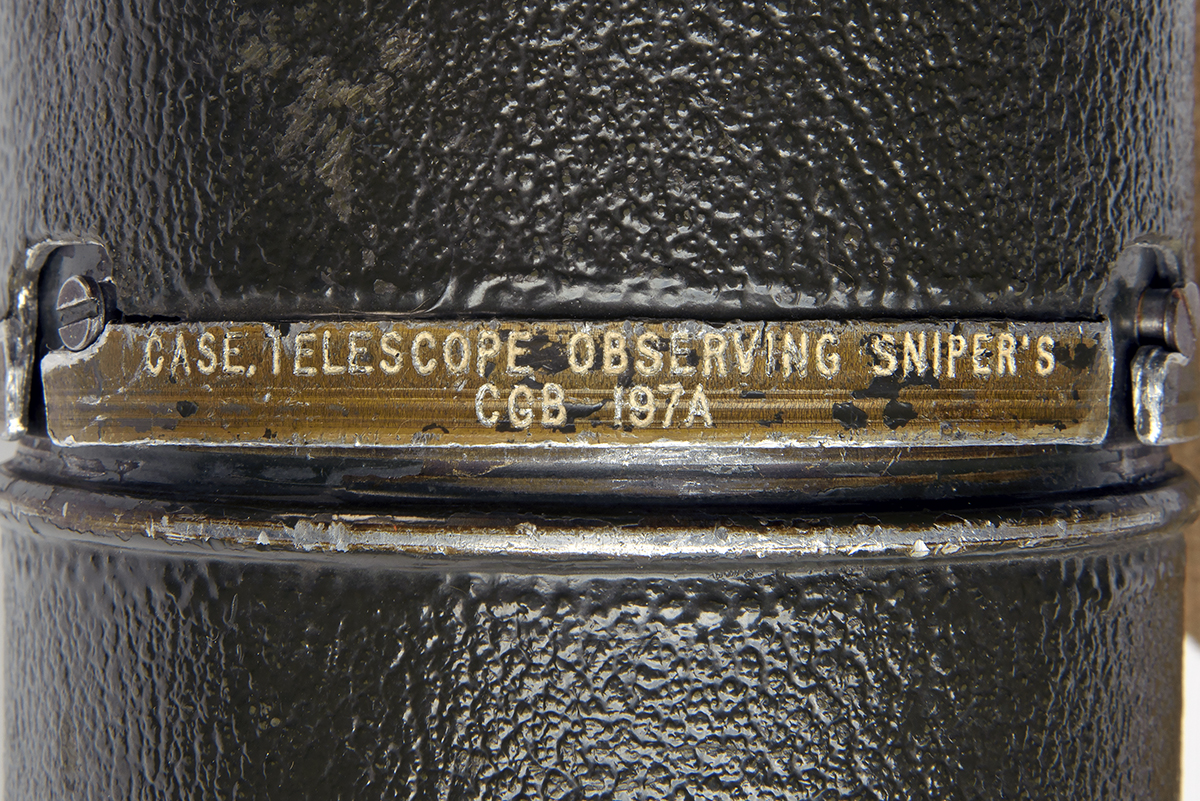 CASE, TELESCOPE OBSERVING SNIPER'S
CGB 197A